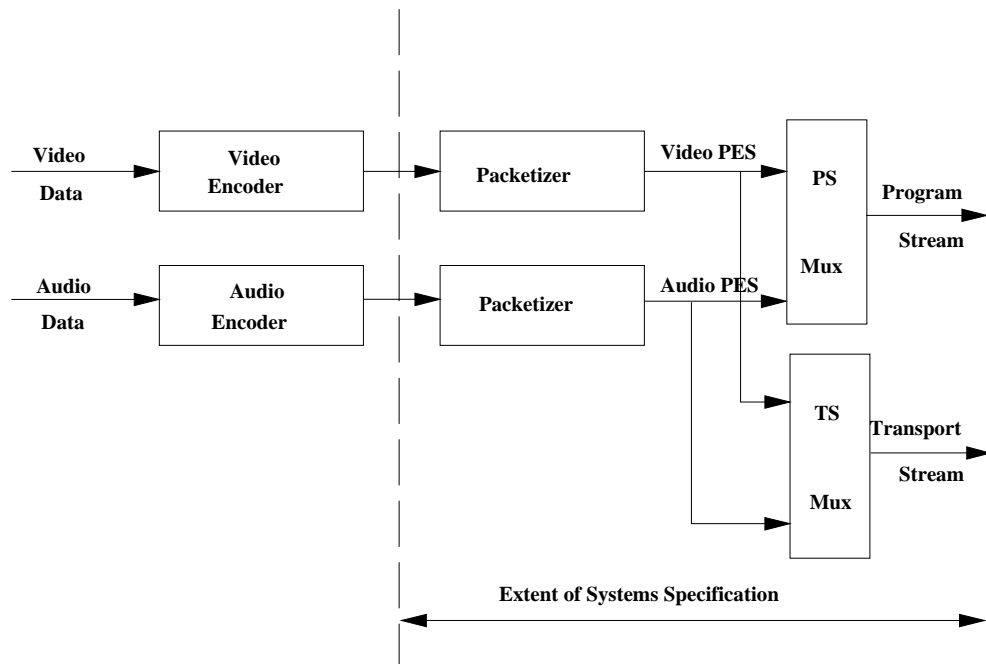 Video
Data
Video
Encoder
Packetizer
Video PES
PS
Mux
Program
Stream
Audio
Data
Audio
Encoder
Packetizer
Audio PES
TS
Mux
Transport
Stream
Extent of Systems Specification